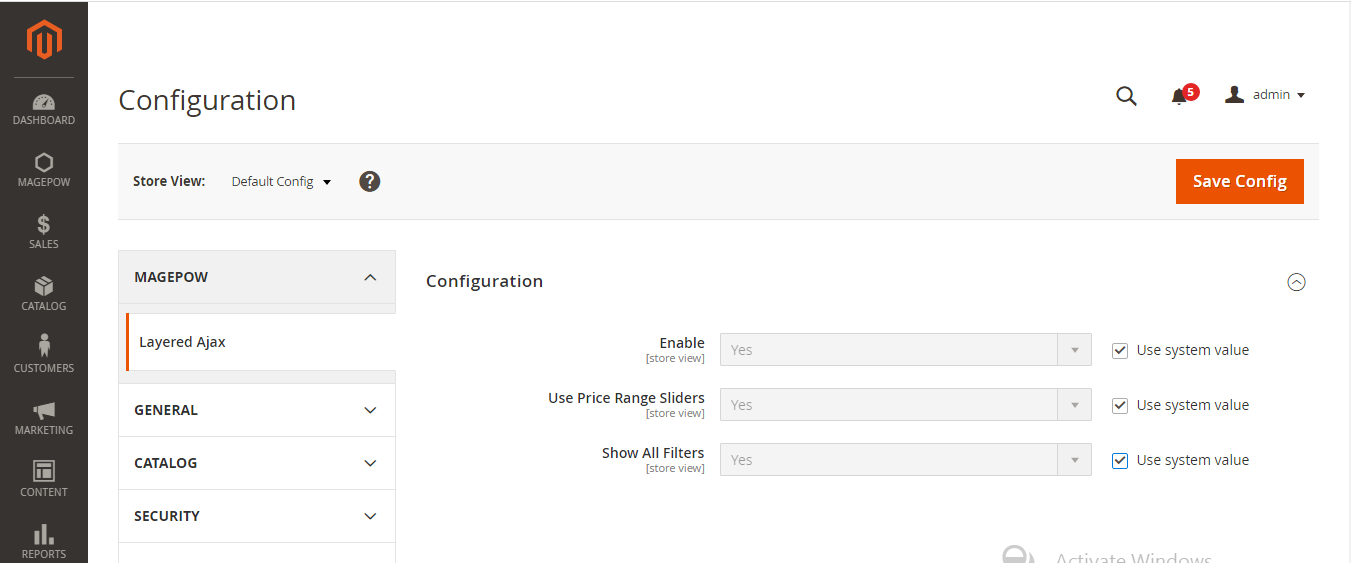 Configuration
5
admin
Store View:
Default Config
?
Save Config
DASHBOARD
MAGEPOW
$
SALES
CATALOG
CUSTOMERS
MARKETING
CONTENT
REPORTS
MAGEPOW
Layered Ajax
GENERAL
CATALOG
SECURITY
Configuration
Enable
[store view]
Yes
Use system value
Use Price Range Sliders
[store view]
Yes
Use system value
Show All Filters
[store view]
Yes
Use system value
Activate Windows